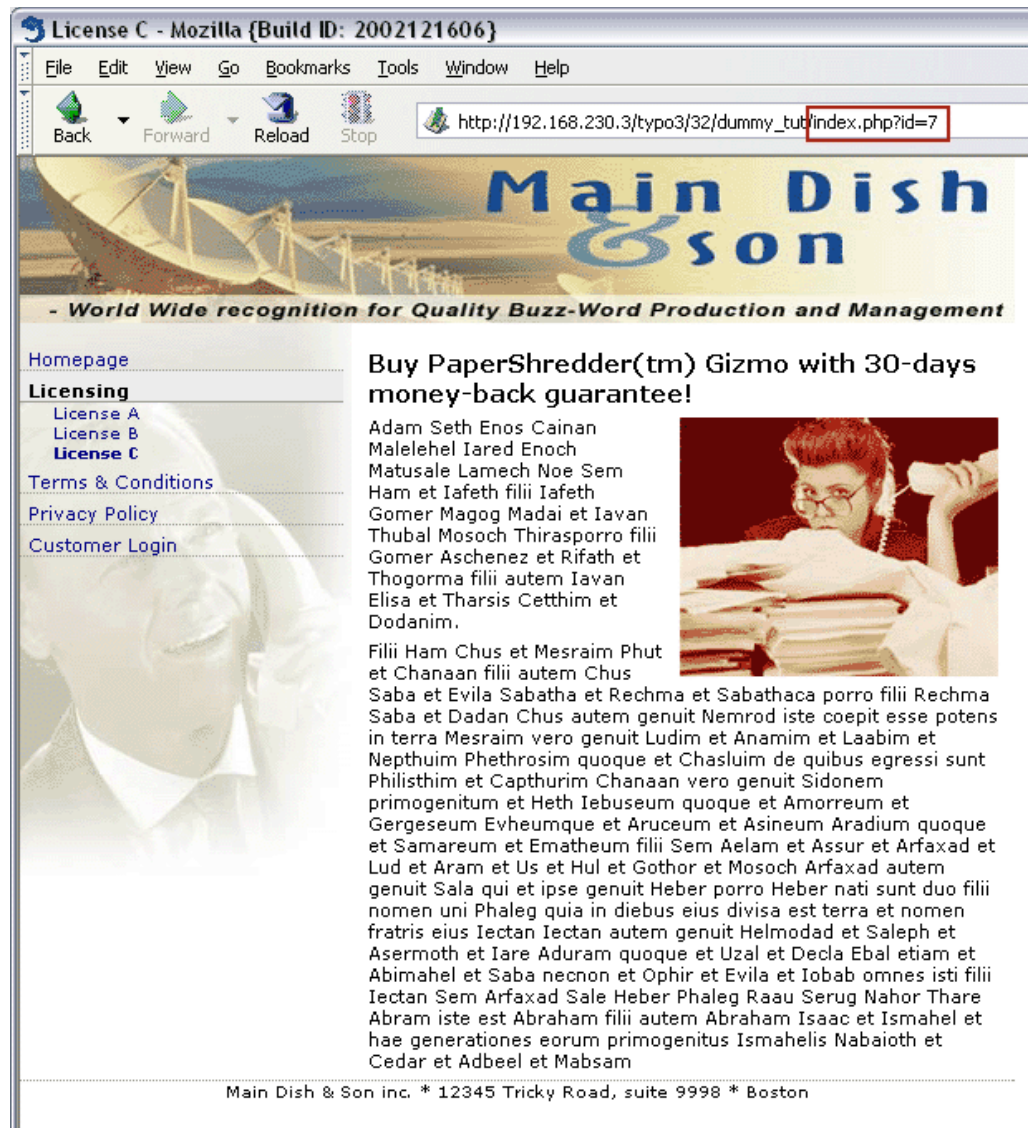 License C - Mozilla {Build ID: 2002121606}
File Edit View Go Bookmarks Tools Window Help
Back Forward Reload Stop http://192.168.230.3/typo3/32/dummy_tut/index.php?id=7
Main Dish
& son
- World Wide recognition for Quality Buzz-Word Production and Management
Homepage
Licensing
License A
License B
License C
Terms & Conditions
Privacy Policy
Customer Login
Buy PaperShredder(tm) Gizmo with 30-days
money-back guarantee!
Adam Seth Enos Cainan
Malelehel Iared Enoch
Matusale Lamech Noe Sem
Ham et Iafeth filii Iafeth
Gomer Magog Madai et Iavan
Thubal Mosoch Thirasporro filii
Gomer Aschenez et Rifath et
Thogorma filii autem Iavan
Elisa et Tharsis Cetthim et
Dodanim.
Filii Ham Chus et Mesraim Phut
et Chanaan filii autem Chus
Saba et Evila Sabatha et Rechma et Sabathaca porro filii Rechma
Saba et Dadan Chus autem genuit Nemrod iste coepit esse potens
in terra Mesraim vero genuit Ludim et Anamim et Laabim et
Nepthuim Phethrosim quoque et Chasluim de quibus egressi sunt
Philisthim et Capthurim Chanaan vero genuit Sidonem
primogenitum et Heth Iebuseum quoque et Amorreum et
Gergeseum Evheumque et Aruceum et Asineum Aradium quoque
et Samareum et Ematheum filii Sem Aelam et Assur et Arfaxad et
Lud et Aram et Us et Hul et Gothor et Mosoch Arfaxad autem
genuit Sala qui et ipse genuit Heber porro Heber nati sunt duo filii
nomen uni Phaleg quia in diebus eius divisa est terra et nomen
fratris eius Iectan Iectan autem genuit Helmodad et Saleph et
Asermoth et Iare Aduram quoque et Uzal et Decla Ebal etiam et
Abimahel et Saba necnon et Ophir et Evila et Iobab omnes isti filii
Iectan Sem Arfaxad Sale Heber Phaleg Raau Serug Nahor Thare
Abram iste est Abraham filii autem Abraham Isaac et Ismahel et
hae generationes eorum primogenitus Ismahelis Nabaioth et
Cedar et Adbeel et Mabsam
Main Dish & Son inc. * 12345 Tricky Road, suite 9998 * Boston